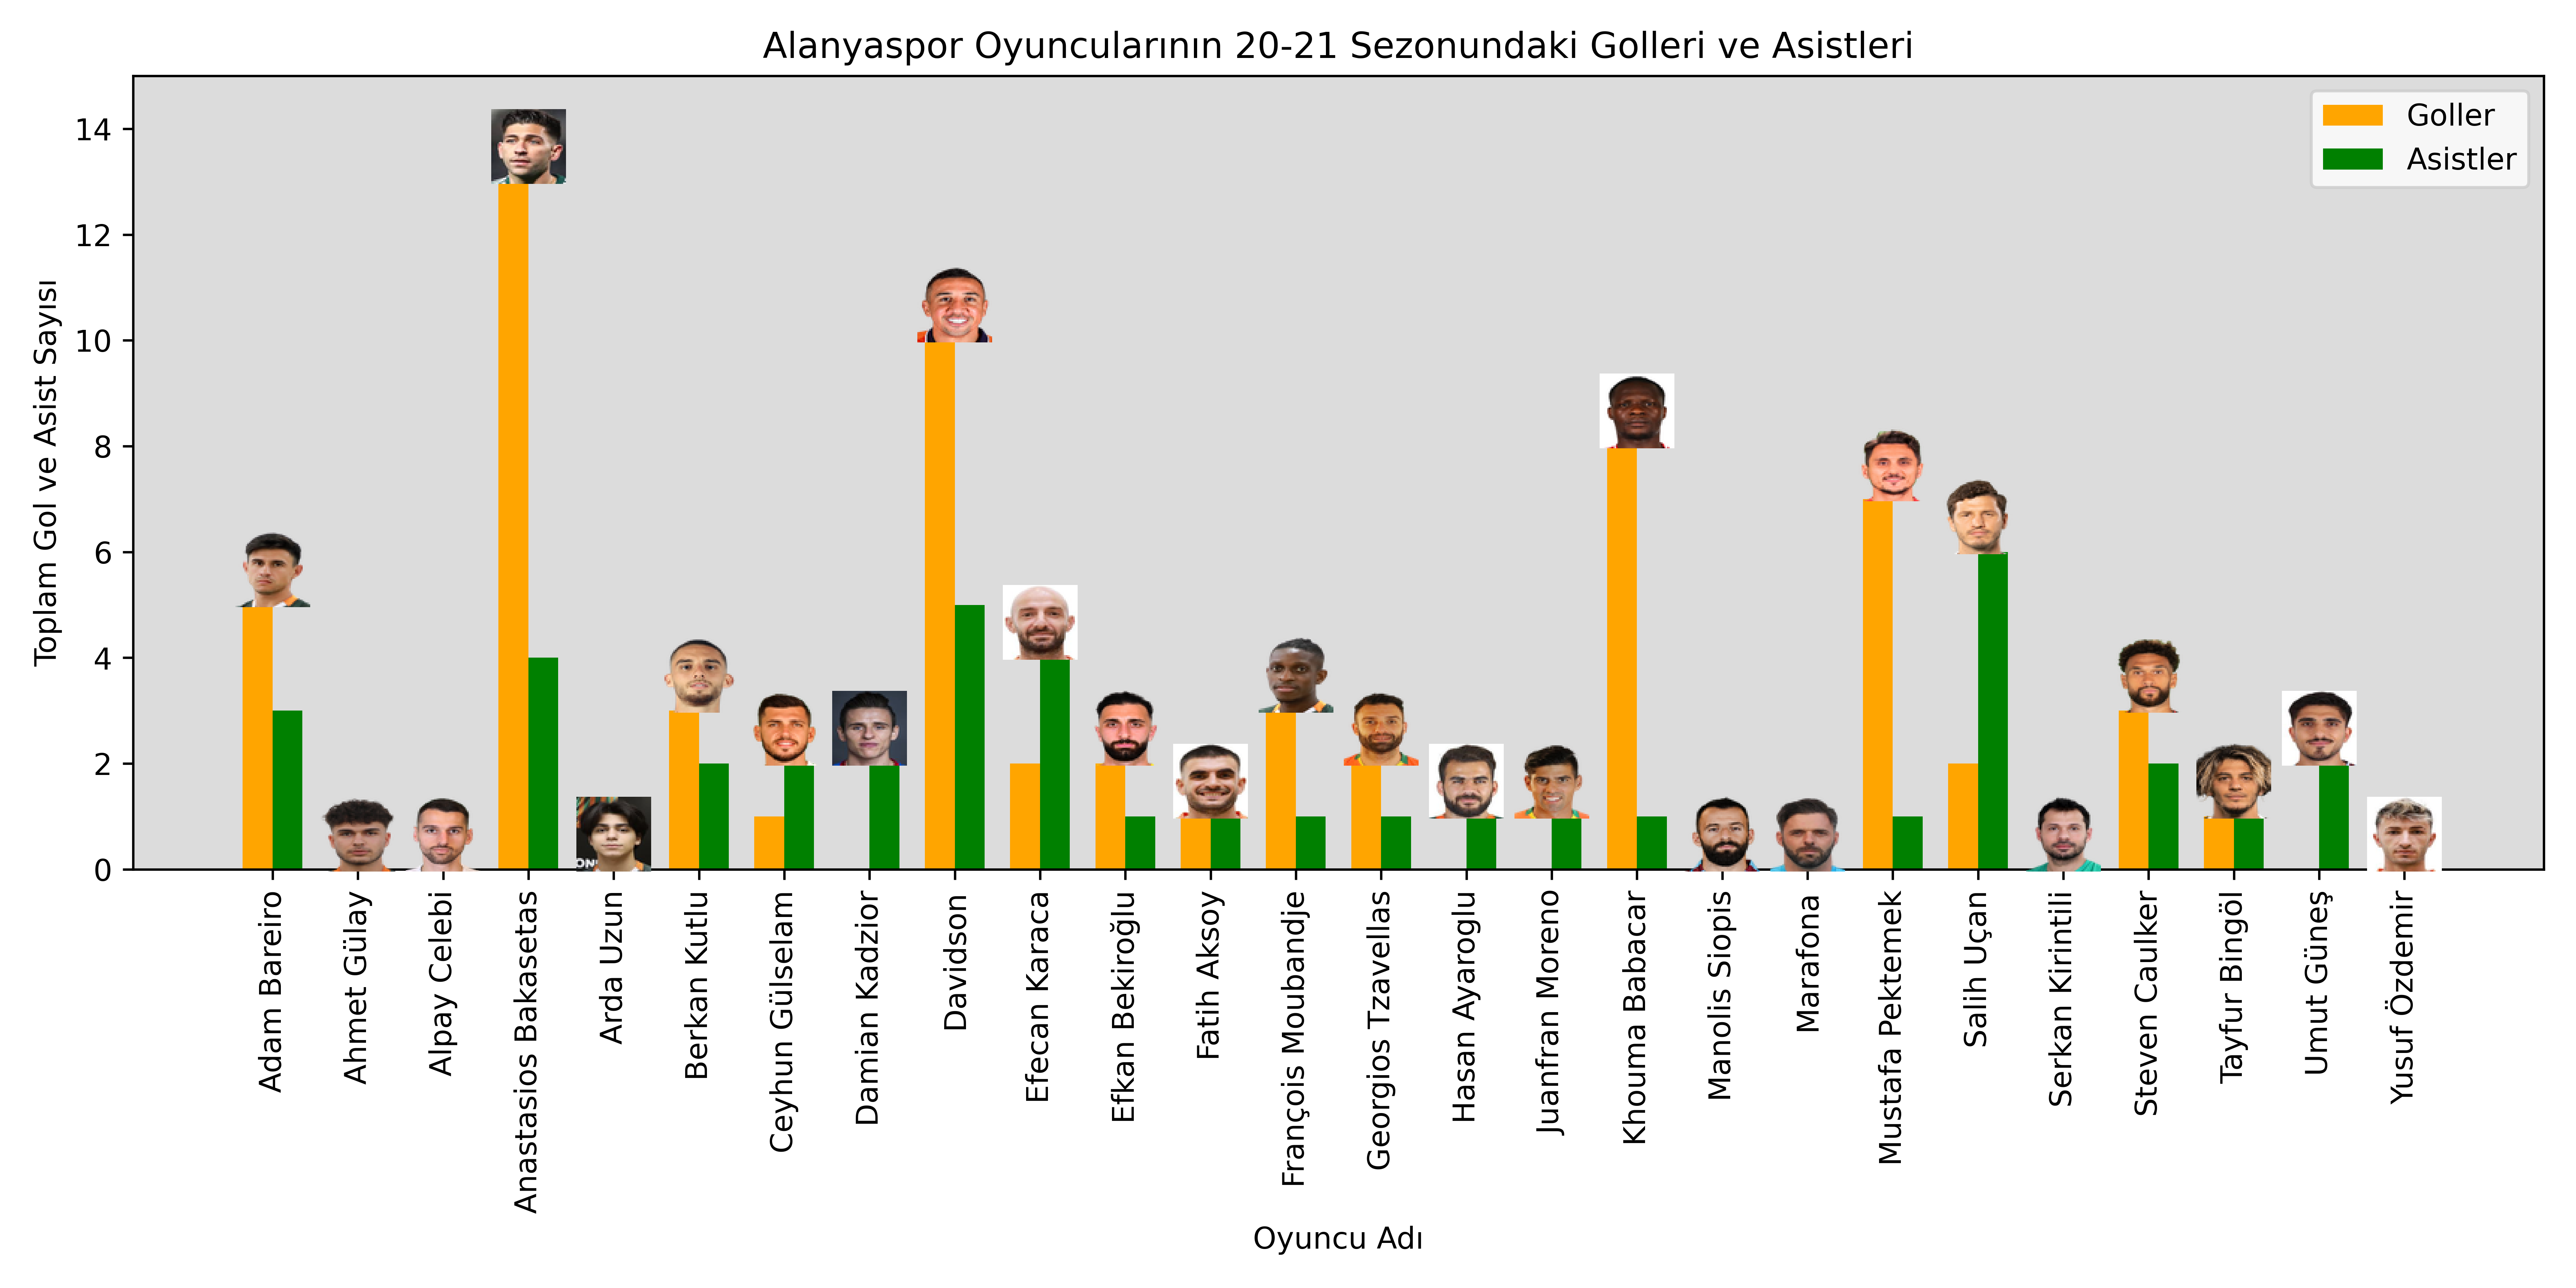 Alanyaspor Oyuncularının 20-21 Sezonundaki Golleri ve Asistleri
Goller
Asistler
Toplam Gol ve Asist Sayısı
14
12
10
8
6
4
2
0
Adam Bareiro
Ahmet Gülay
Alpay Celebi
Anastasios Bakasetas
Arda Uzun
Berkan Kutlu
Ceyhun Gülselam
Damian Kadzior
Davidson
Efecan Karaca
Efkan Bekiroğlu
Fatih Aksoy
François Moubandje
Georgios Tzavellas
Hasan Ayaroglu
Juanfran Moreno
Khouma Babacar
Manolis Siopis
Marafona
Mustafa Pektemek
Salih Uçan
Serkan Kirintili
Steven Caulker
Tayfur Bingöl
Umut Güneş
Yusuf Özdemir
Oyuncu Adı